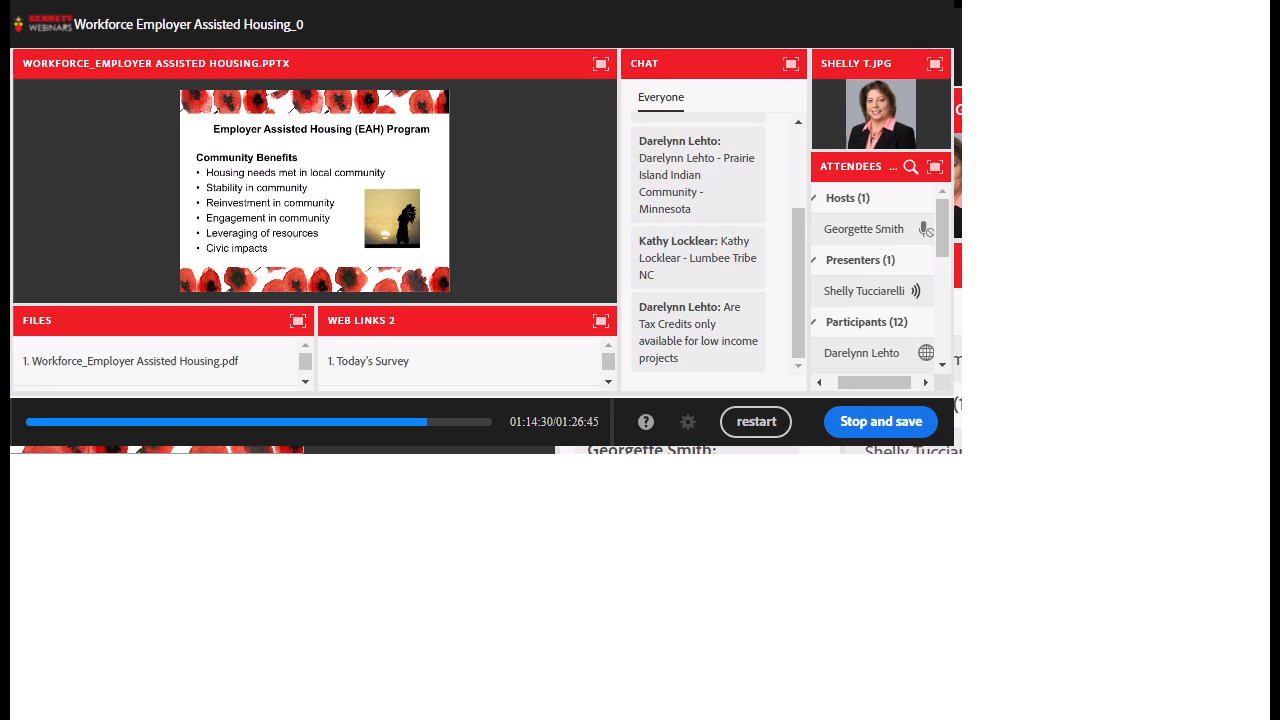 KERRETV
WEBINARS
Workforce Employer Assisted Housing_0
WORKFORCE_EMPLOYER ASSISTED HOUSING.PPTX
Employer Assisted Housing (EAH) Program
Community Benefits
• Housing needs met in local community
• Stability in community
• Reinvestment in community
• Engagement in community
• Leveraging of resources
• Civic impacts
FILES
1. Workforce_Employer Assisted Housing.pdf
WEB LINKS 2
1. Today's Survey
CHAT
Everyone
Darelynn Lehto:
Darelynn Lehto - Prairie
Island Indian
Community -
Minnesota
Kathy Locklear: Kathy
Locklear - Lumbee Tribe
NC
Darelynn Lehto: Are
Tax Credits only
available for low income
projects
SHELLY T.JPG
ATTENDEES ...
Hosts (1)
Georgette Smith
Presenters (1)
Shelly Tucciarelli
Participants (12)
Darelynn Lehto
01:14:30/01:26:45
restart
Stop and save
Georgette Smith:
Shelly Tucciar